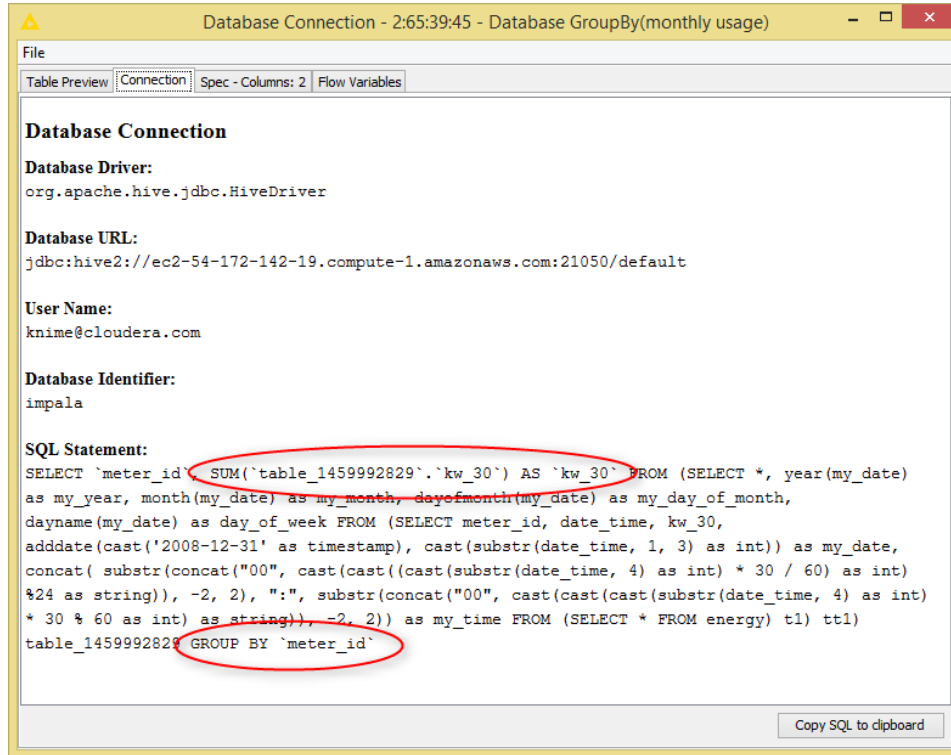 Database Connection - 2:65:39:45 - Database GroupBy(monthly usage)
File
Table Preview Connection Spec - Columns: 2 Flow Variables
Database Connection
Database Driver:
org.apache.hive.jdbc.HiveDriver
Database URL:
jdbc:hive2://ec2-54-172-142-19.compute-1.amazonaws.com:21050/default
User Name:
knime@cloudera.com
Database Identifier:
impala
SQL Statement:
SELECT `meter_id`, SUM(`table_1459992829`.`kw_30`) AS `kw_30` FROM (SELECT *, year(my_date)
as my_year, month(my_date) as my_month, dayofmonth(my_date) as my_day_of_month,
dayname(my_date) as day_of_week FROM (SELECT meter_id, date_time, kw_30,
adddate(cast('2008-12-31' as timestamp), cast(substr(date_time, 1, 3) as int)) as my_date,
concat( substr(concat("00", cast(cast((cast(substr(date_time, 4) as int) * 30 / 60) as int)
%24 as string)), -2, 2), ":", substr(concat("00", cast(cast(cast(substr(date_time, 4) as int)
* 30 % 60 as int) as string)), -2, 2)) as my_time FROM (SELECT * FROM energy) t1) tt1)
table_1459992829 GROUP BY `meter_id`
Copy SQL to clipboard